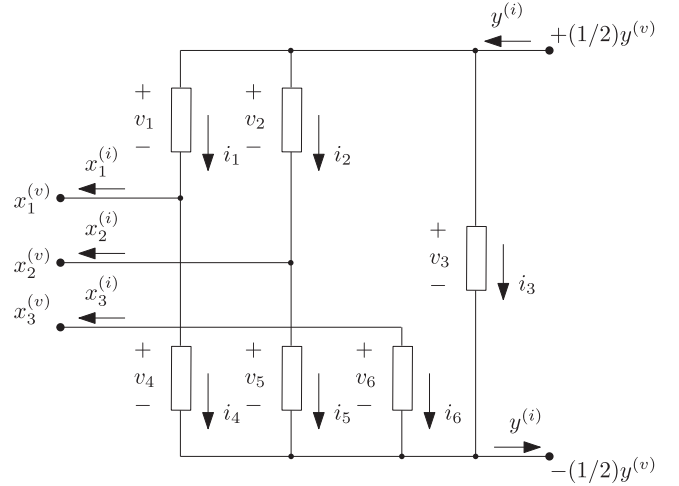 y^{(i)}
+(1/2)y^{(v)}
+ +
v_1 v_2
− −
i_1 i_2
x_1^{(i)}
x_1^{(v)}
x_2^{(i)}
x_2^{(v)}
+
v_3
−
i_3
x_3^{(i)}
x_3^{(v)}
+ + +
v_4 v_5 v_6
− − −
i_4 i_5 i_6
y^{(i)}
−(1/2)y^{(v)}